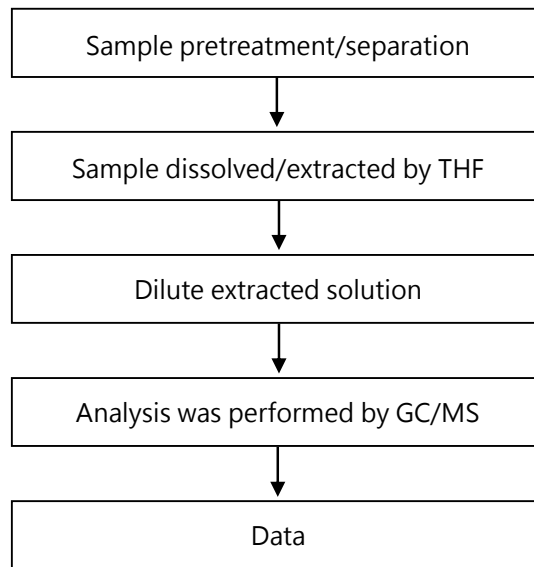 Sample pretreatment/separation
Sample dissolved/extracted by THF
Dilute extracted solution
Analysis was performed by GC/MS
Data